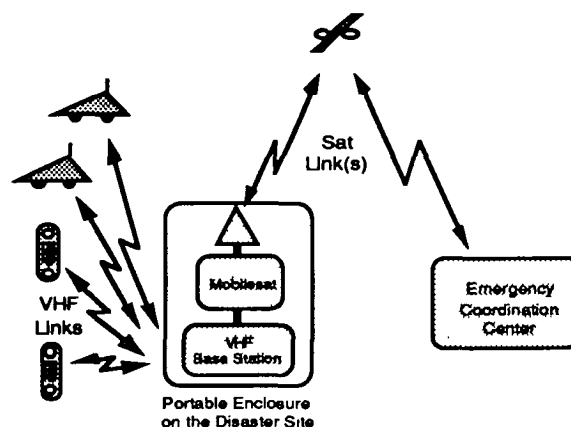 Sat
Link(s)
Mobilesat
VHF
Base Station
VHF
Links
Emergency
Coordination
Center
Portable Enclosure
on the Disaster Site